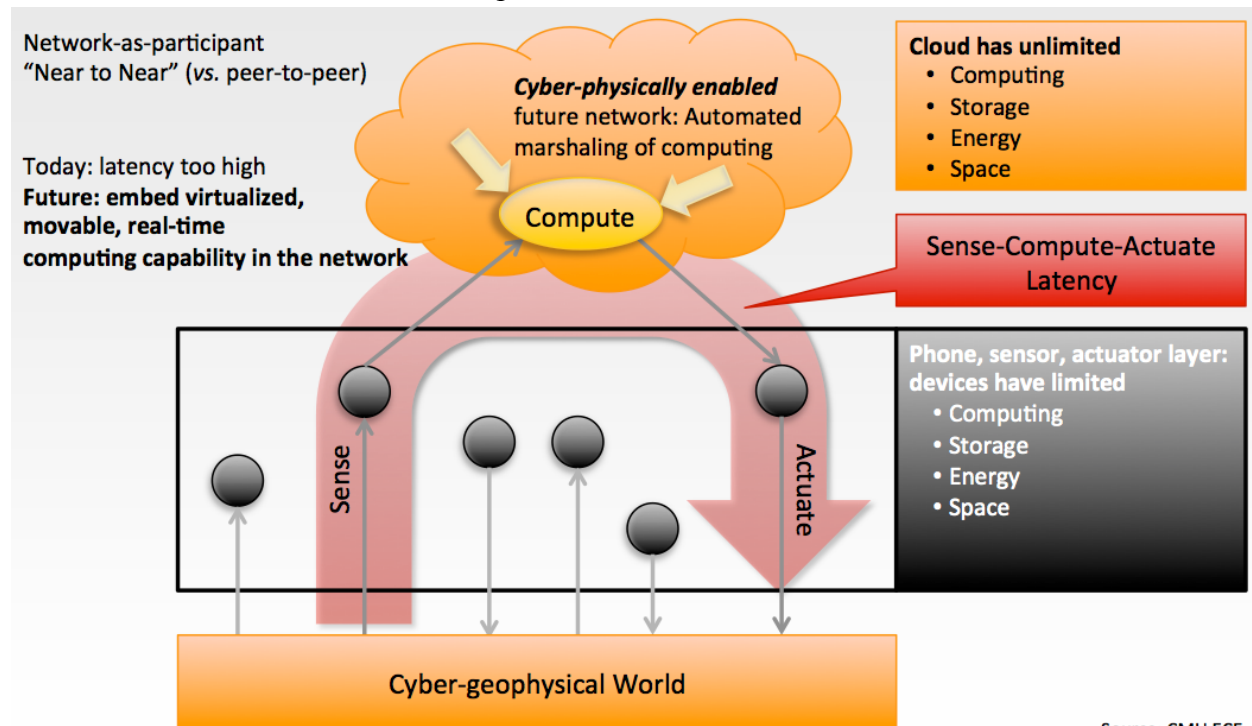 Network-as-participant
“Near to Near” (vs. peer-to-peer)
Today: latency too high
Future: embed virtualized,
movable, real-time
computing capability in the network
Cyber-physically enabled
future network: Automated
marshaling of computing
Compute
Cloud has unlimited
• Computing
• Storage
• Energy
• Space
Sense-Compute-Actuate
Latency
Phone, sensor, actuator layer:
devices have limited
• Computing
• Storage
• Energy
• Space
Sense
Actuate
Cyber-geophysical World